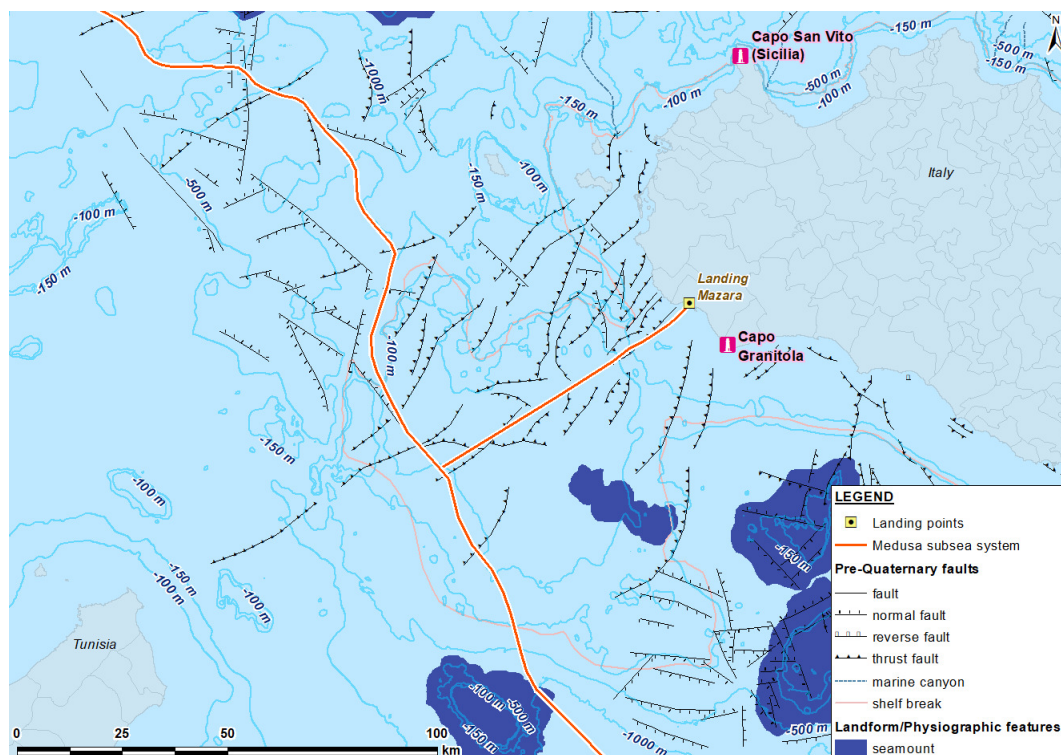 -150 m
N
Capo San Vito
(Sicilia)
-500 m
-150 m
-1000 m
-500 m
-100 m
-100 m
-150 m
Italy
-100 m
-150 m
-500 m
-100 m
-150 m
Landing
Mazara
Capo
Granitola
-100 m
-150 m
-100 m
-150 m
-150 m
-100 m
-100 m
Tunisia
-100 m
-500 m
-150 m
-1000 m
-500 m
0 25 50 100
km
LEGEND
Landing points
Medusa subsea system
Pre-Quaternary faults
fault
normal fault
reverse fault
thrust fault
marine canyon
shelf break
Landform/Physiographic features
seamount